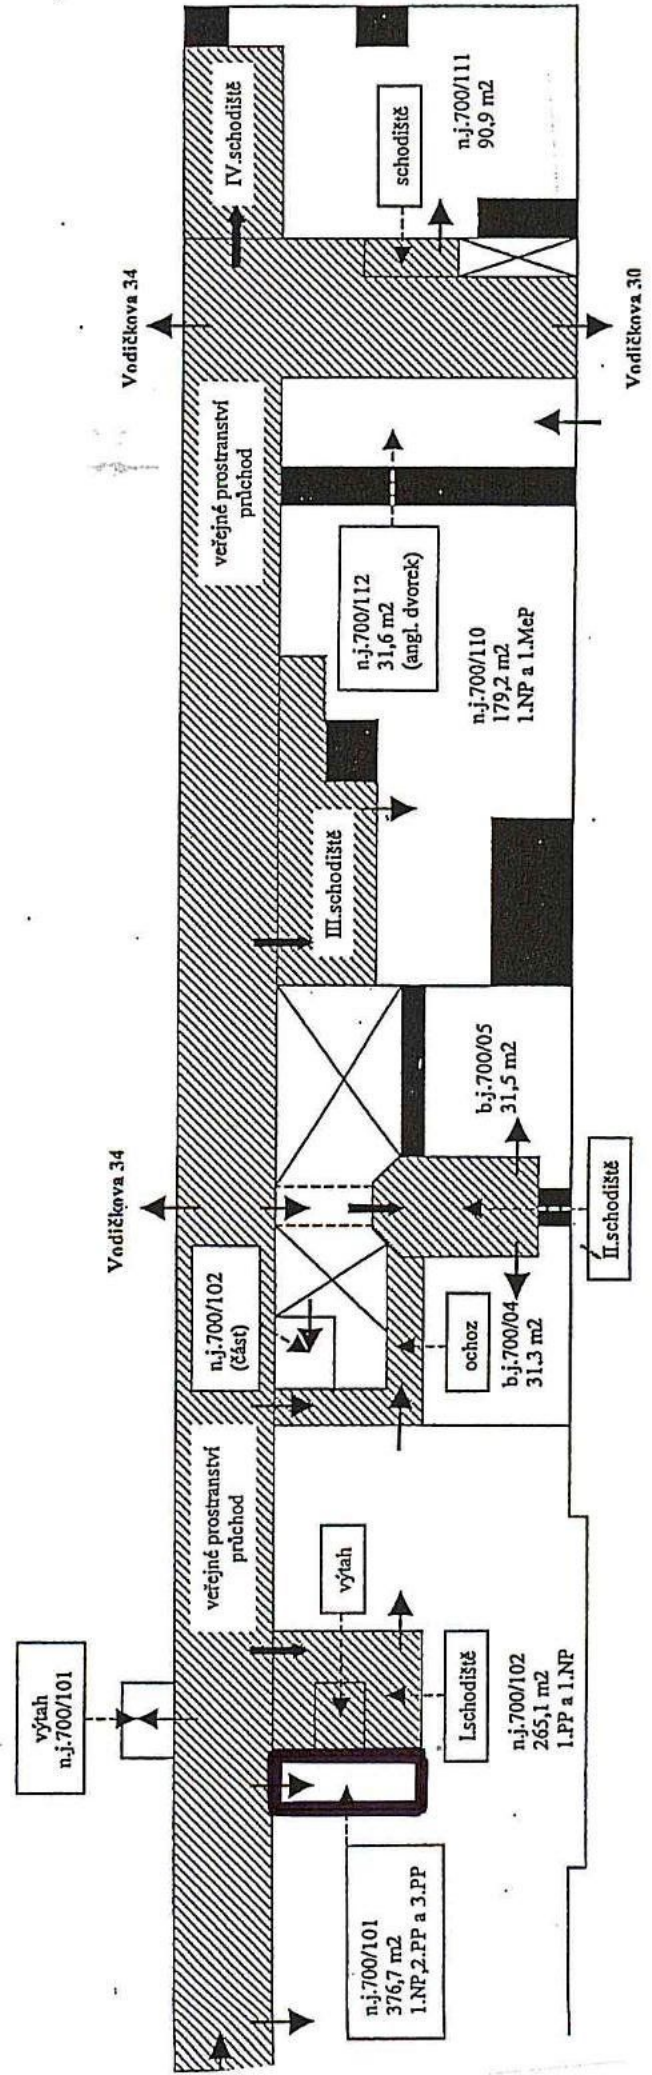 Vodičkova 34
Vodičkova 34
Vodičkova 30
výtah
n.j.700/101
veřejné prostranství
průchod
n.j.700/102
(část)
veřejné prostranství
průchod
IV.schodiště
n.j.700/101
376,7 m2
1.NP,2.PP a 3.PP
výtah
I.schodiště
n.j.700/102
265,1 m2
1.PP a 1.NP
ochoz
b.j.700/04
31.3 m2
II.schodiště
b.j.700/05
31,5 m2
III.schodiště
n.j.700/112
31,6 m2
(angl. dvorek)
n.j.700/110
179,2 m2
1.NP a 1.MeP
schodiště
n.j.700/111
90,9 m2